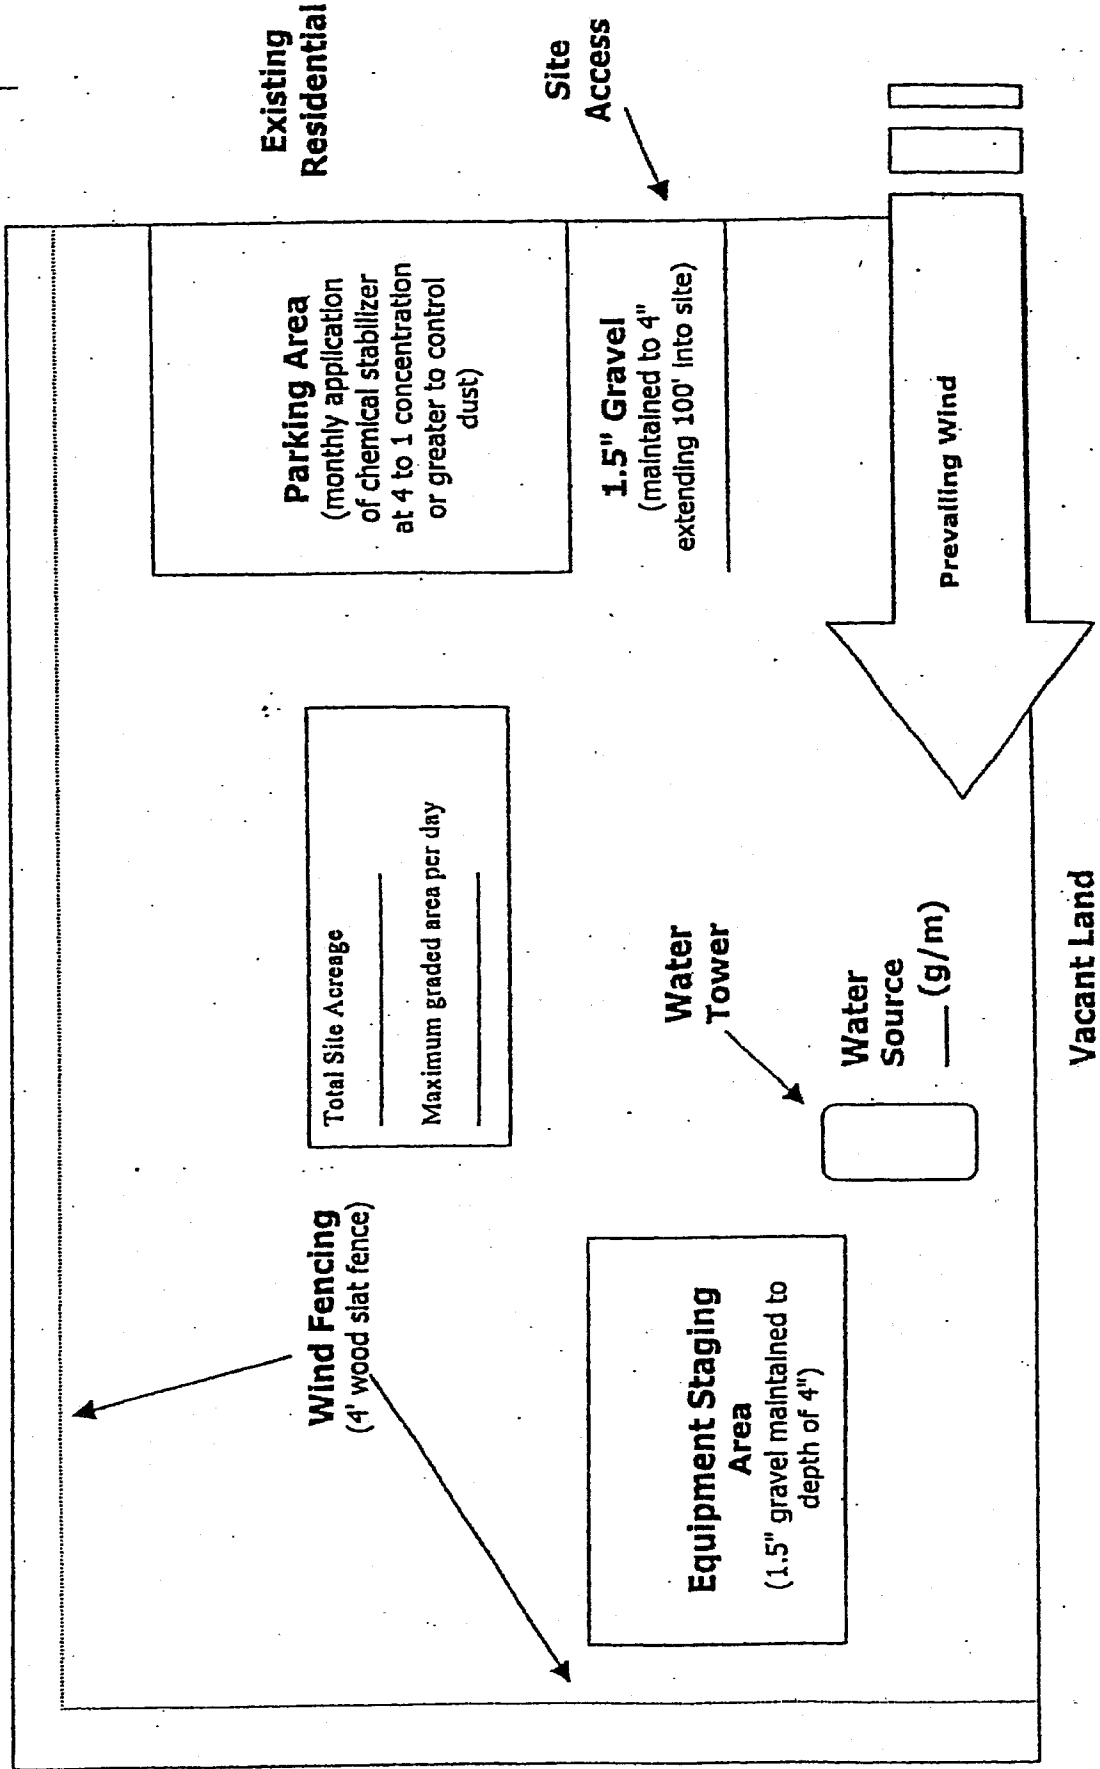 Wind Fencing
(4' wood slat fence)
Total Site Acreage
Maximum graded area per day
Parking Area
(monthly application
of chemical stabilizer
at 4 to 1 concentration
or greater to control
dust)
Existing
Residential
Site
Access
1.5" Gravel
(maintained to 4"
extending 100' into site)
Equipment Staging
Area
(1.5" gravel maintained to
depth of 4")
Water
Tower
Water
Source
___ (g/m)
Prevailing Wind
Vacant Land